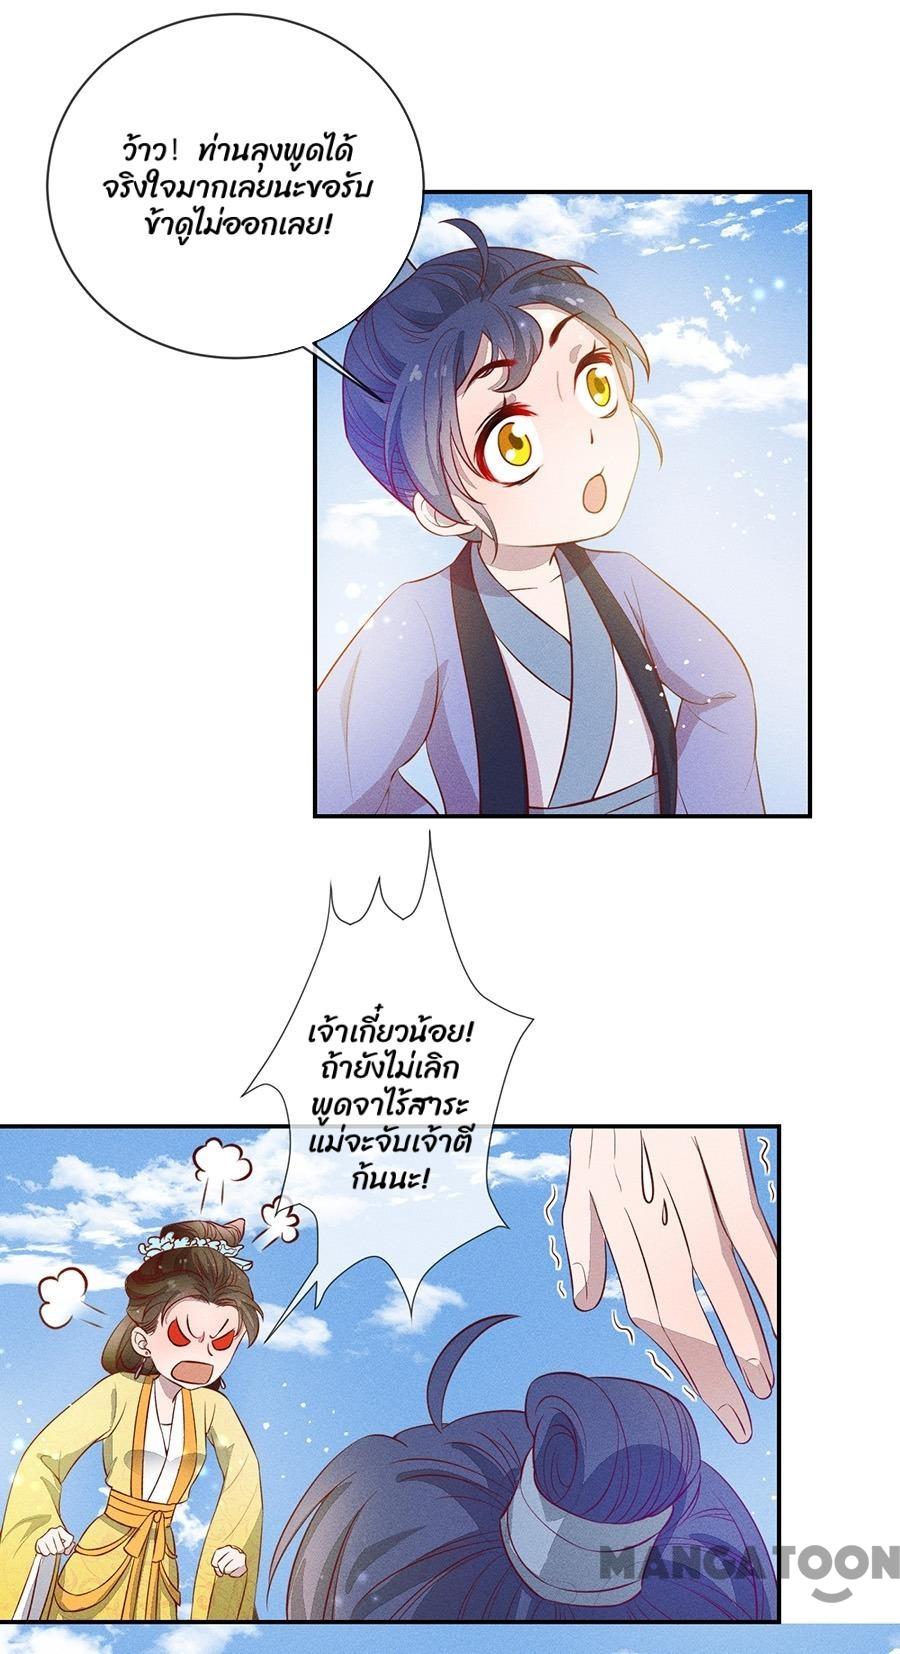 ว้าว! ท่านลุงพูดได้
จริงใจมากเลยนะขอรับ
ข้าดูไม่ออกเลย!
เจ้าเกี๋ยวน้อย!
ถ้ายังไม่เลิก
พูดจาไร้สาระ
แม่จะจับเจ้าตี
ก้นนะ!
MANGATOON